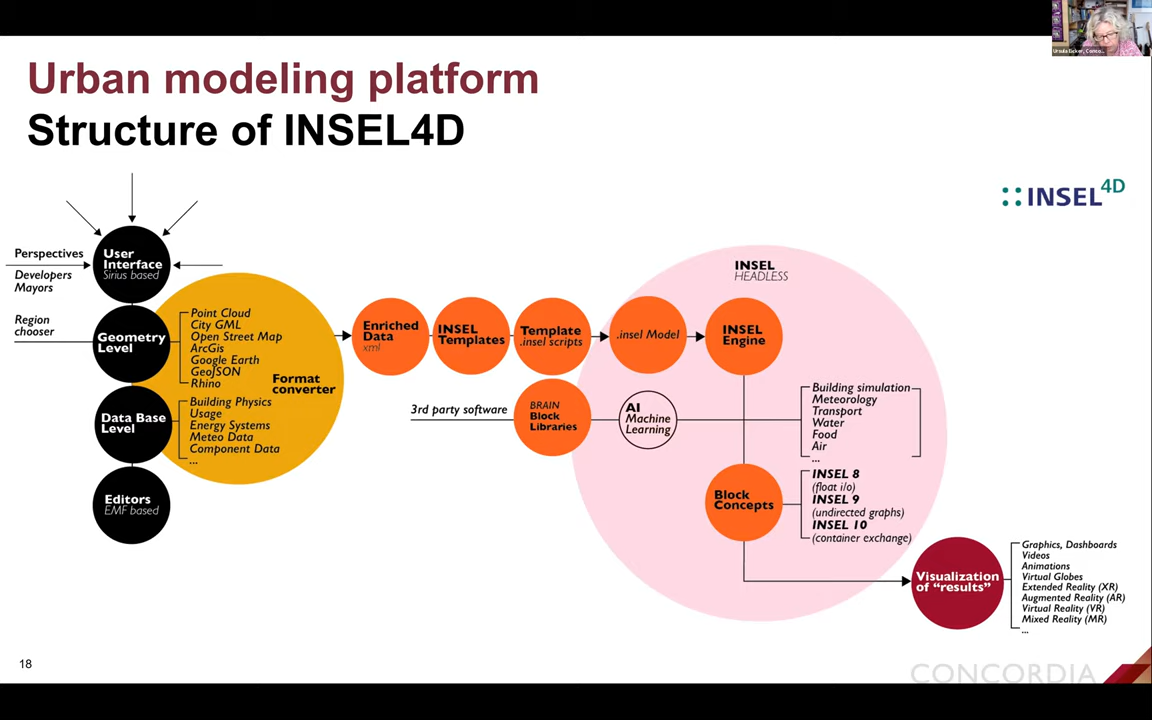 Ursula Eicker, Conco...
Urban modeling platform
Structure of INSEL4D
INSEL4D
Perspectives
Developers
Mayors
Region
chooser
User
Interface
Sirius based
Geometry
Level
Data Base
Level
Editors
EMF based
Point Cloud
City GML
Open Street Map
ArcGis
Google Earth
GeoJSON
Rhino
Format
converter
Building Physics
Usage
Energy Systems
Meteo Data
Component Data
...
Enriched
Data
xml
INSEL
Templates
Template
.insel scripts
.insel Model
INSEL
Engine
INSEL
HEADLESS
3rd party software
BRAIN
Block
Libraries
AI
Machine
Learning
Building simulation
Meteorology
Transport
Water
Food
Air
...
Block
Concepts
INSEL 8
(float i/o)
INSEL 9
(undirected graphs)
INSEL 10
(container exchange)
Visualization
of "results"
Graphics, Dashboards
Videos
Animations
Virtual Globes
Extended Reality (XR)
Augmented Reality (AR)
Virtual Reality (VR)
Mixed Reality (MR)
...
18
CONCORDIA